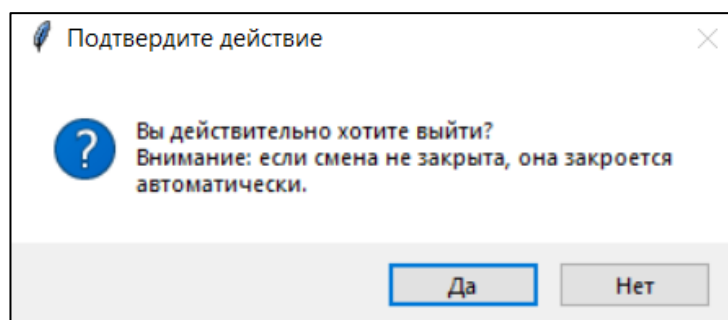 Подтвердите действие
Вы действительно хотите выйти?
Внимание: если смена не закрыта, она закроется
автоматически.
Да
Нет